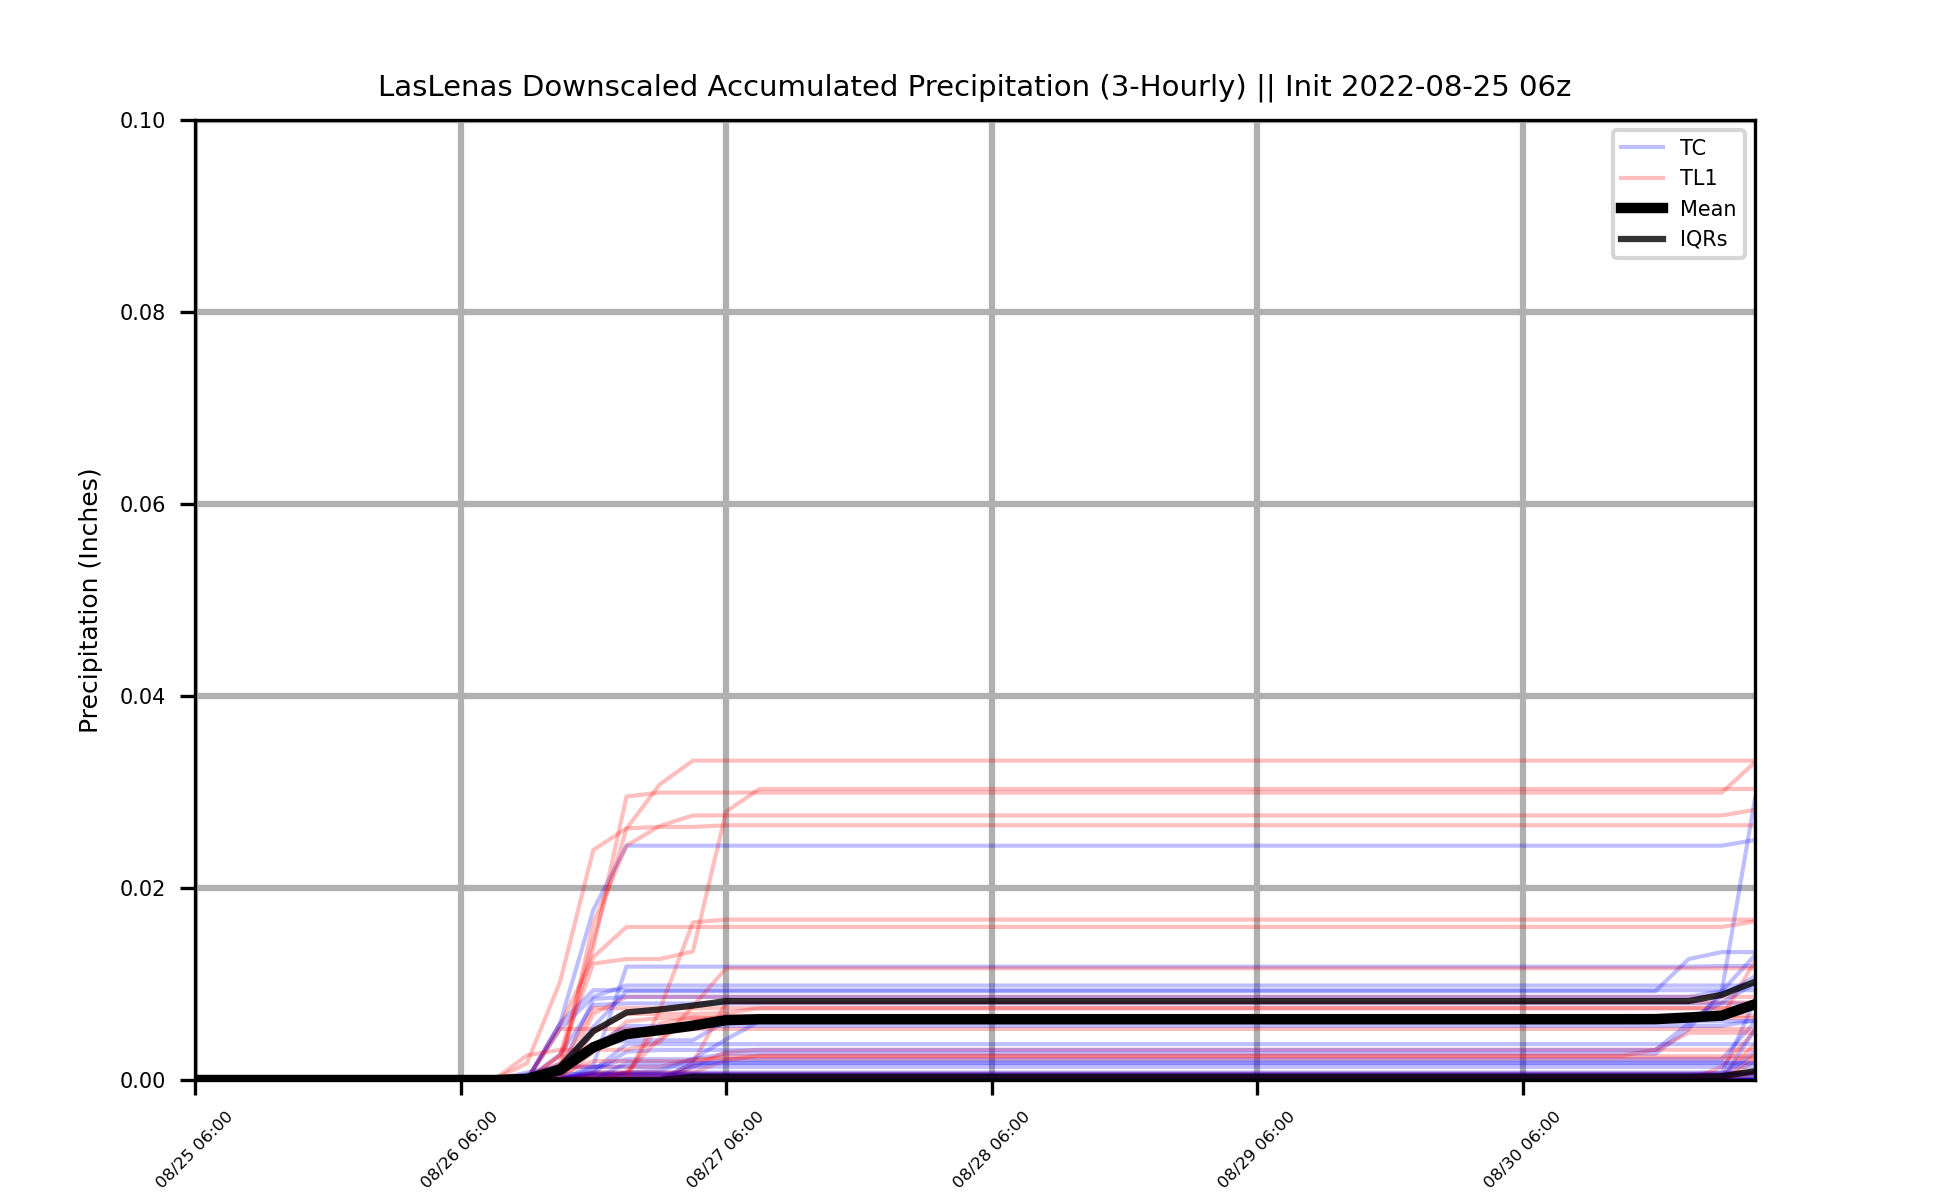 LasLenas Downscaled Accumulated Precipitation (3-Hourly) || Init 2022-08-25 06z
TC
TL1
Mean
IQRs
Precipitation (Inches)
0.10
0.08
0.06
0.04
0.02
0.00
08/25 06:00
08/26 06:00
08/27 06:00
08/28 06:00
08/29 06:00
08/30 06:00